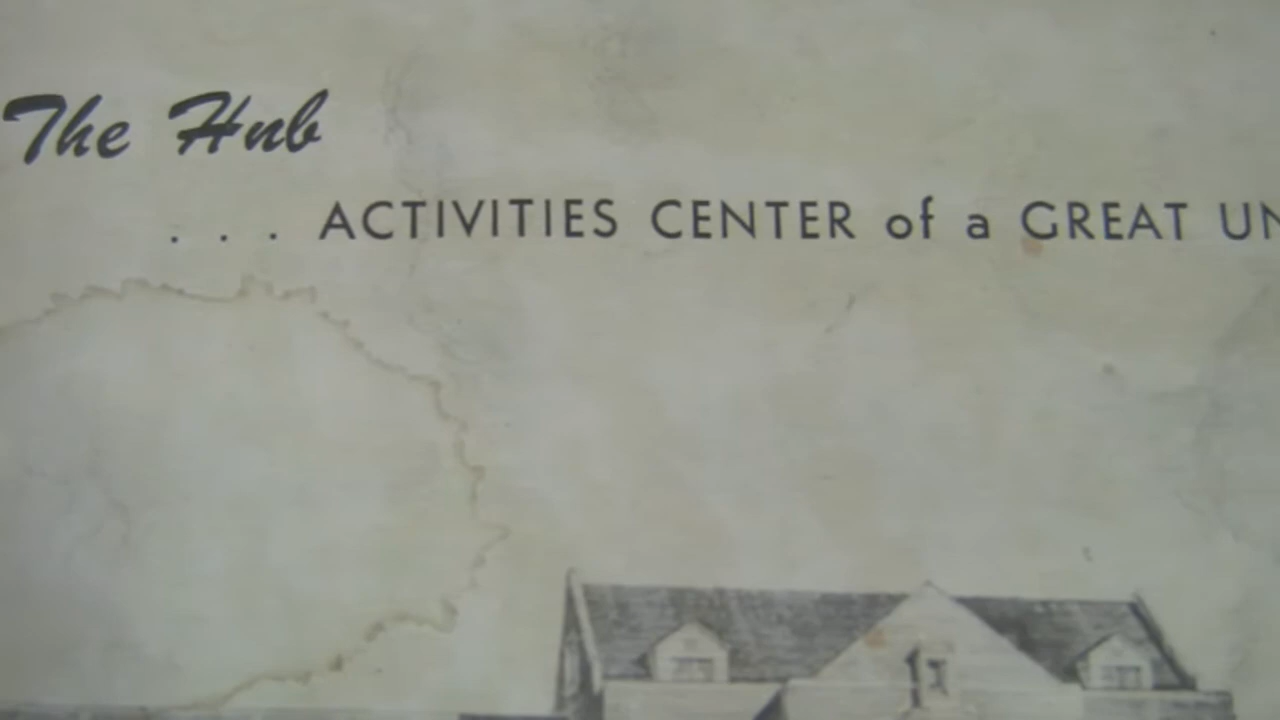 The Hub
. . . ACTIVITIES CENTER of a GREAT